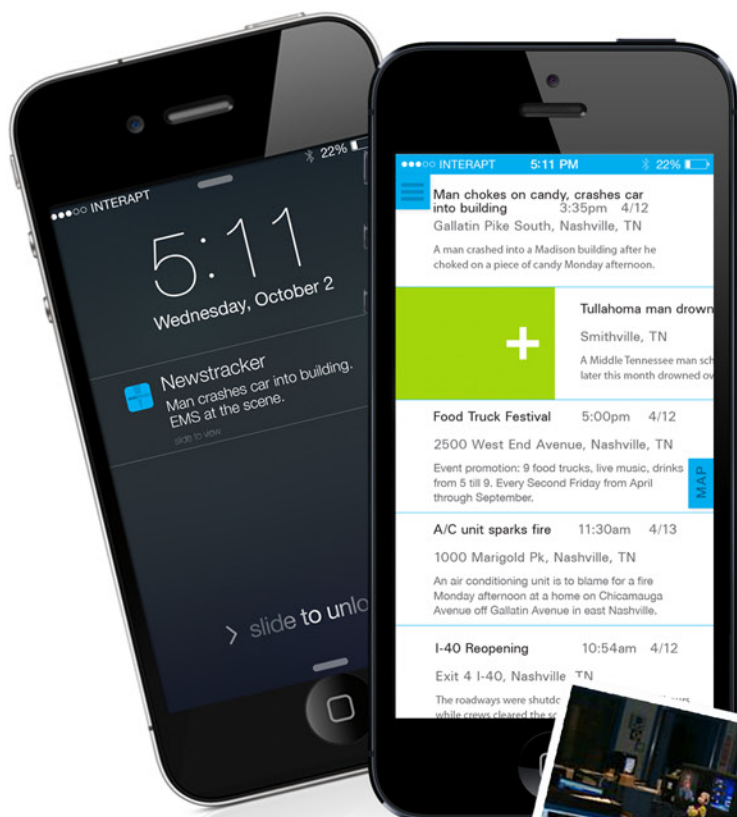 INTERAPT
22%
5:11
Wednesday, October 2
Newstracker
Man crashes car into building.
EMS at the scene.
slide to view
slide to unlo
INTERAPT 5:11 PM 22%
Man chokes on candy, crashes car
into building 3:35pm 4/12
Gallatin Pike South, Nashville, TN
A man crashed into a Madison building after he
choked on a piece of candy Monday afternoon.
Tullahoma man drown
Smithville, TN
A Middle Tennessee man sch
later this month drowned ov
Food Truck Festival 5:00pm 4/12
2500 West End Avenue, Nashville, TN
Event promotion: 9 food trucks, live music, drinks
from 5 till 9. Every Second Friday from April
through September.
MAP
A/C unit sparks fire 11:30am 4/13
1000 Marigold Pk, Nashville, TN
An air conditioning unit is to blame for a fire
Monday afternoon at a home on Chicamauga
Avenue off Gallatin Avenue in east Nashville.
I-40 Reopening 10:54am 4/12
Exit 4 I-40, Nashville TN
The roadways were shutdo
while crews cleared the sc